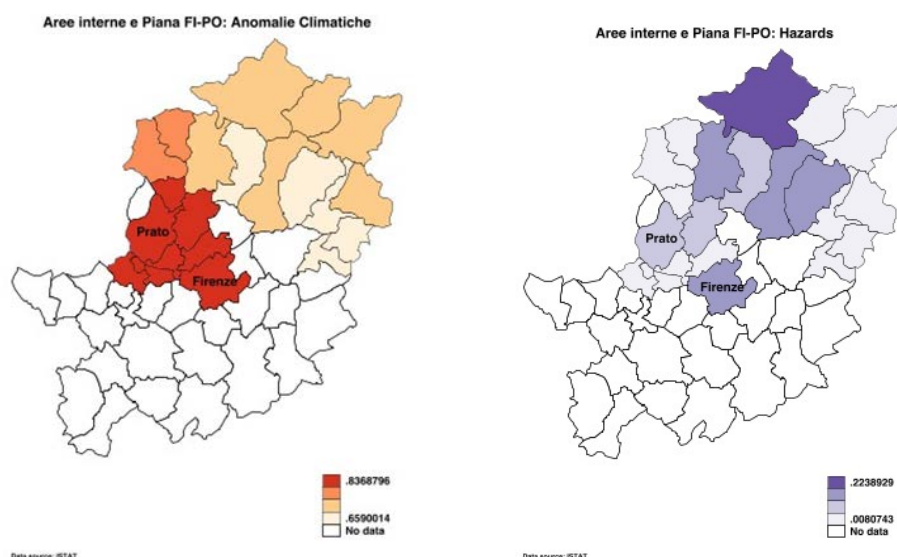 Aree interne e Piana FI-PO: Anomalie Climatiche
Prato
Firenze
.8368796
.6590014
No data
Data source: ISTAT
Aree interne e Piana FI-PO: Hazards
Prato
Firenze
.2238929
.0080743
No data
Data source: ISTAT